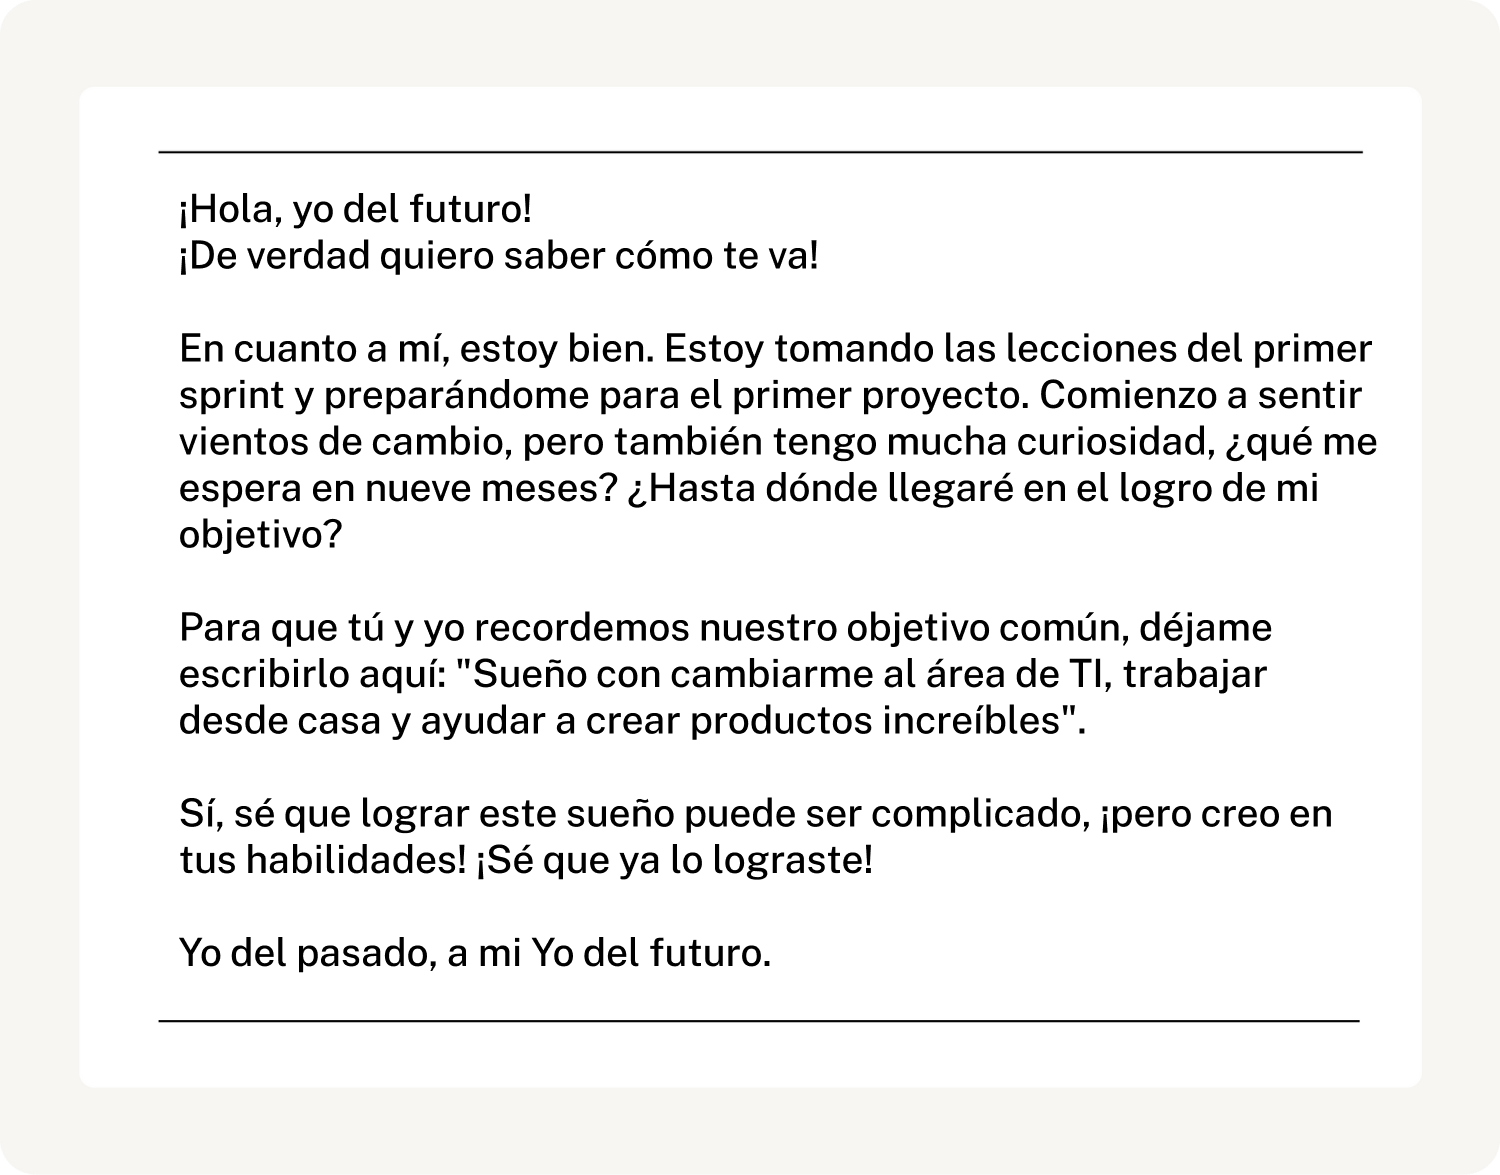 ¡Hola, yo del futuro!
¡De verdad quiero saber cómo te va!
En cuanto a mí, estoy bien. Estoy tomando las lecciones del primer
sprint y preparándome para el primer proyecto. Comienzo a sentir
vientos de cambio, pero también tengo mucha curiosidad, ¿qué me
espera en nueve meses? ¿Hasta dónde llegaré en el logro de mi
objetivo?
Para que tú y yo recordemos nuestro objetivo común, déjame
escribirlo aquí: "Sueño con cambiarme al área de TI, trabajar
desde casa y ayudar a crear productos increíbles".
Sí, sé que lograr este sueño puede ser complicado, ¡pero creo en
tus habilidades! ¡Sé que ya lo lograste!
Yo del pasado, a mi Yo del futuro.